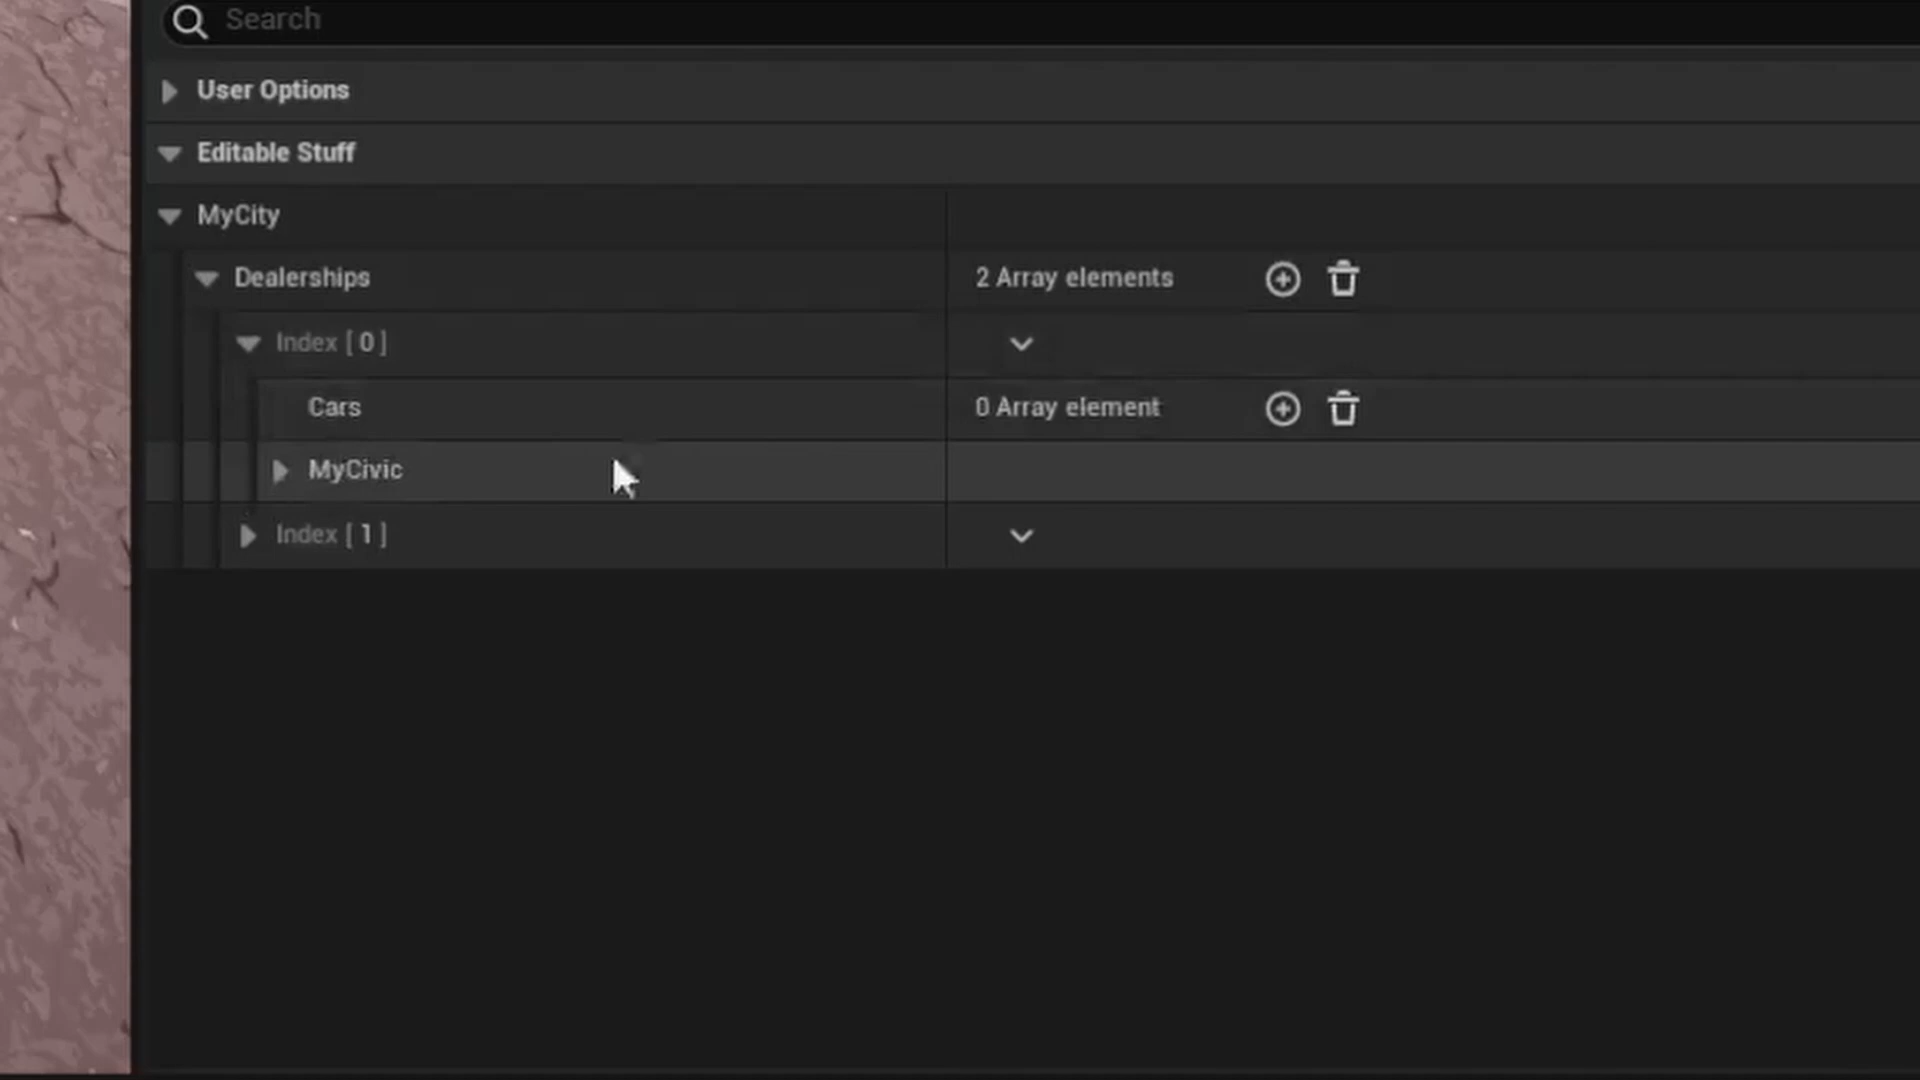 Search
User Options
Editable Stuff
MyCity
Dealerships 2 Array elements
Index [ 0 ]
Cars 0 Array element
MyCivic
Index [ 1 ]